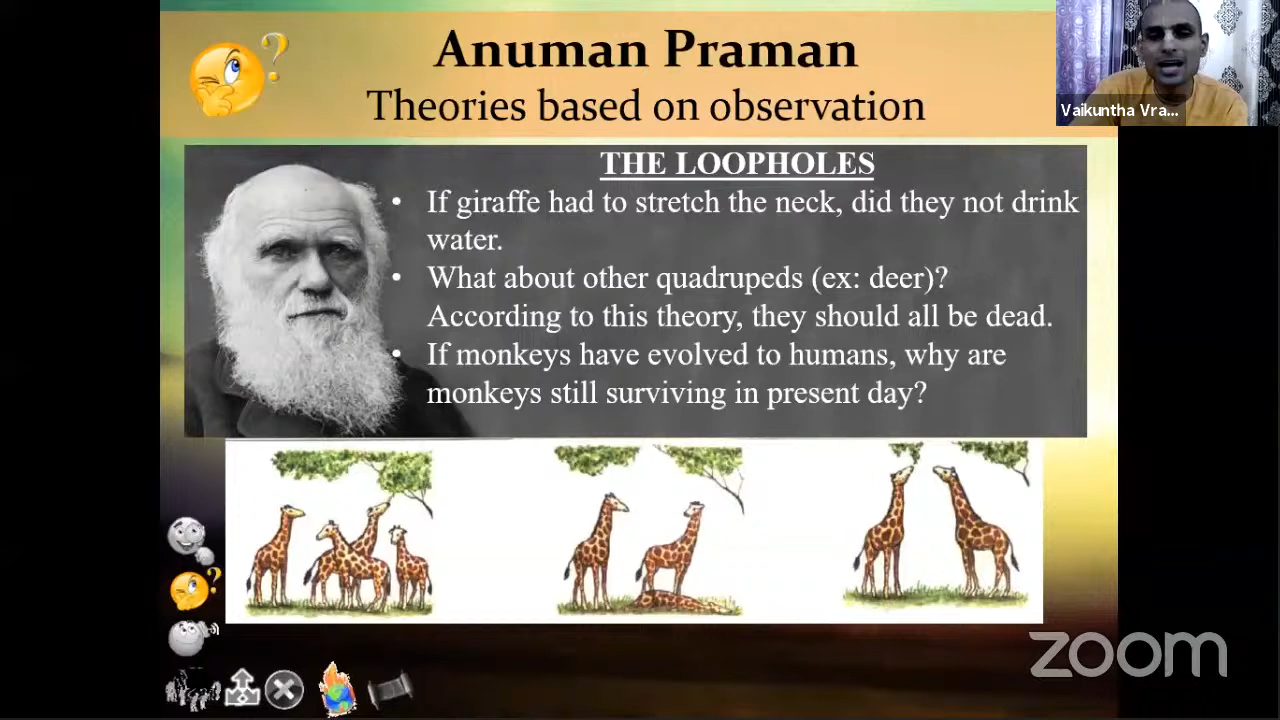 Anuman Praman
Theories based on observation
Vaikuntha Vra...
THE LOOPHOLES
• If giraffe had to stretch the neck, did they not drink
water.
• What about other quadrupeds (ex: deer)?
According to this theory, they should all be dead.
• If monkeys have evolved to humans, why are
monkeys still surviving in present day?
zoom